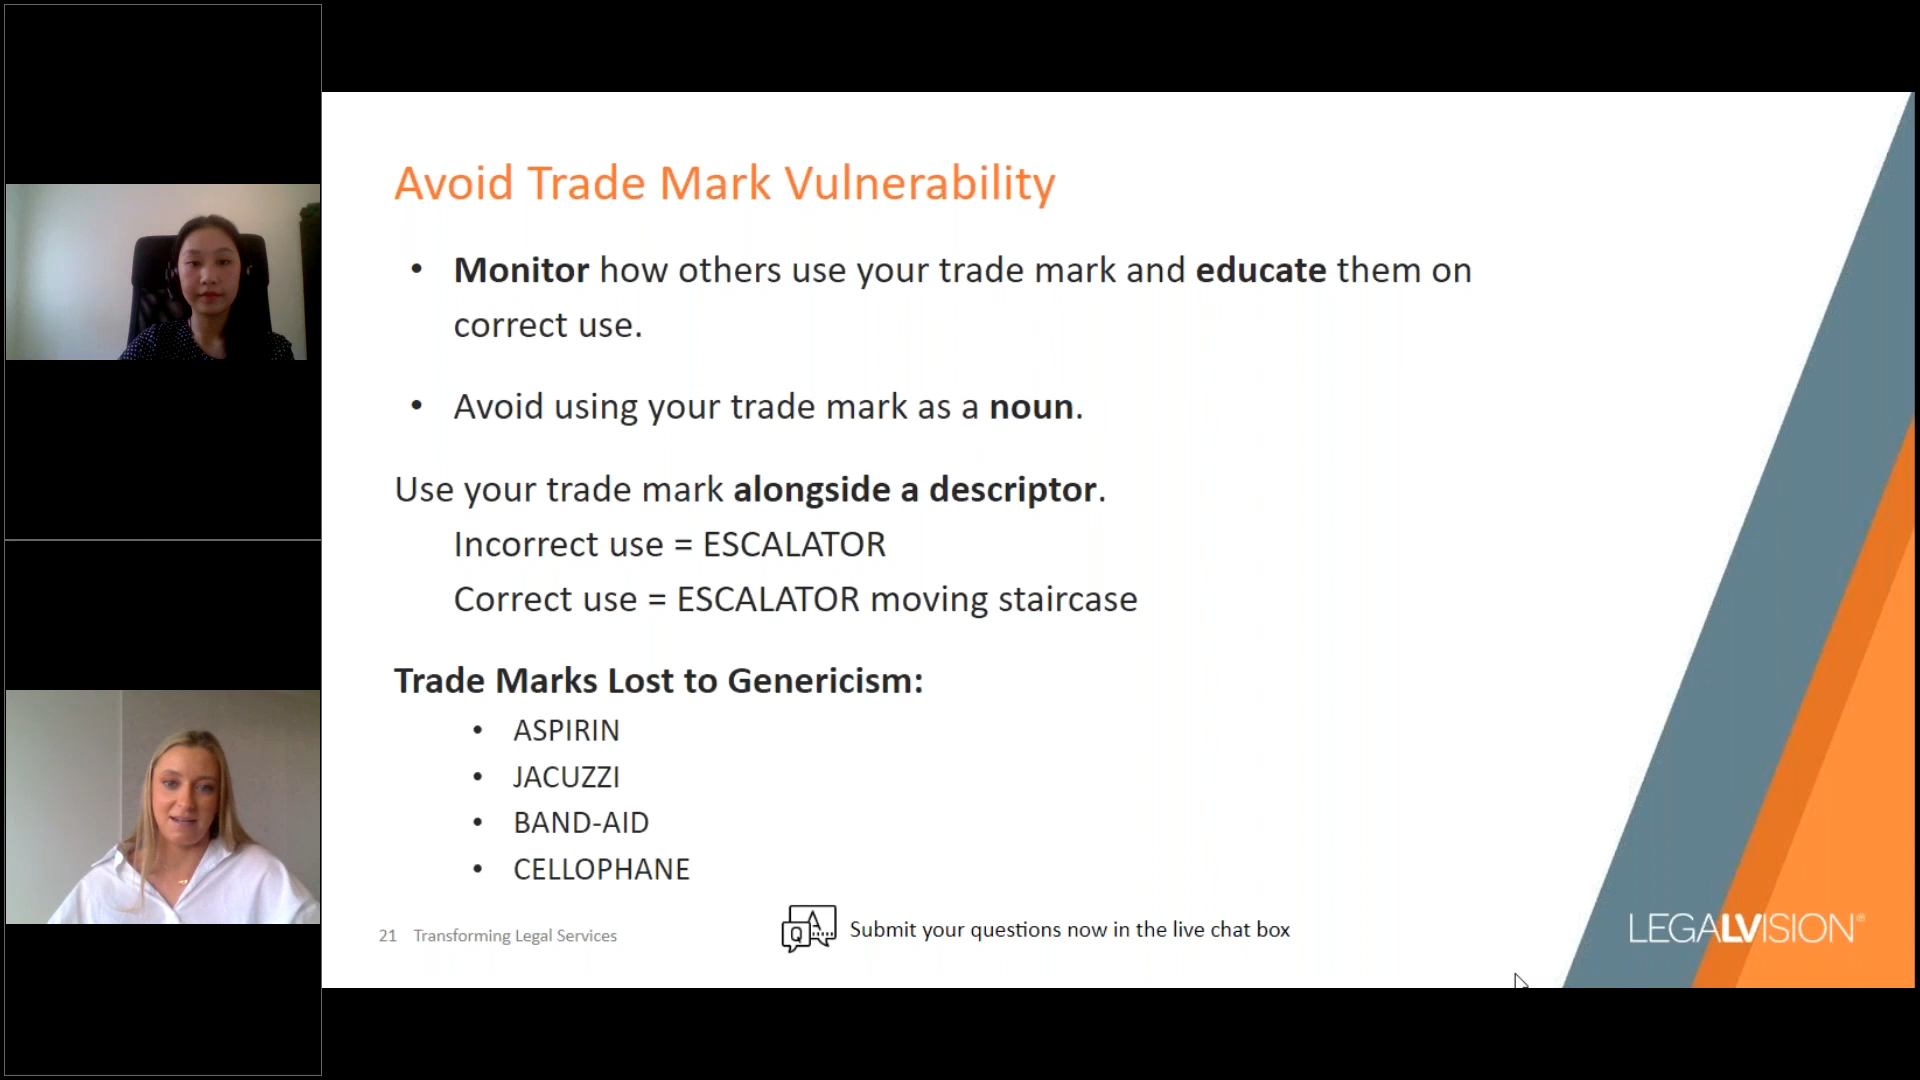 Avoid Trade Mark Vulnerability
• Monitor how others use your trade mark and educate them on
correct use.
• Avoid using your trade mark as a noun.
Use your trade mark alongside a descriptor.
Incorrect use = ESCALATOR
Correct use = ESCALATOR moving staircase
Trade Marks Lost to Genericism:
• ASPIRIN
• JACUZZI
• BAND-AID
• CELLOPHANE
21 Transforming Legal Services
Q A Submit your questions now in the live chat box
LEGALVISION®